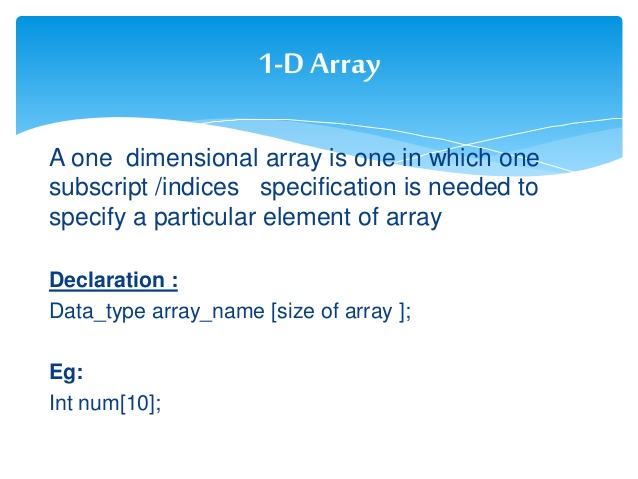 1-D Array
A one dimensional array is one in which one
subscript /indices specification is needed to
specify a particular element of array
Declaration :
Data_type array_name [size of array ];
Eg:
Int num[10];